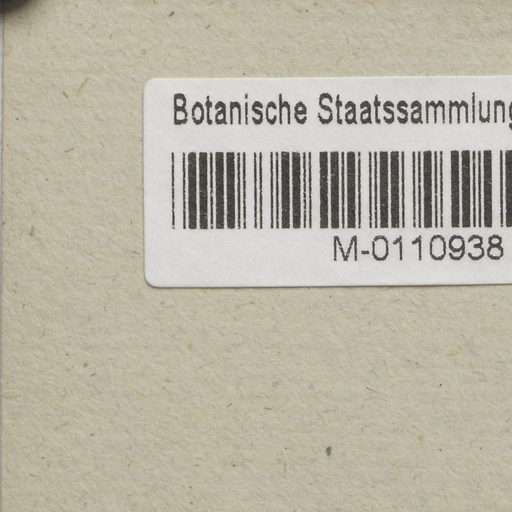 Botanische Staatssammlung
M-0110938